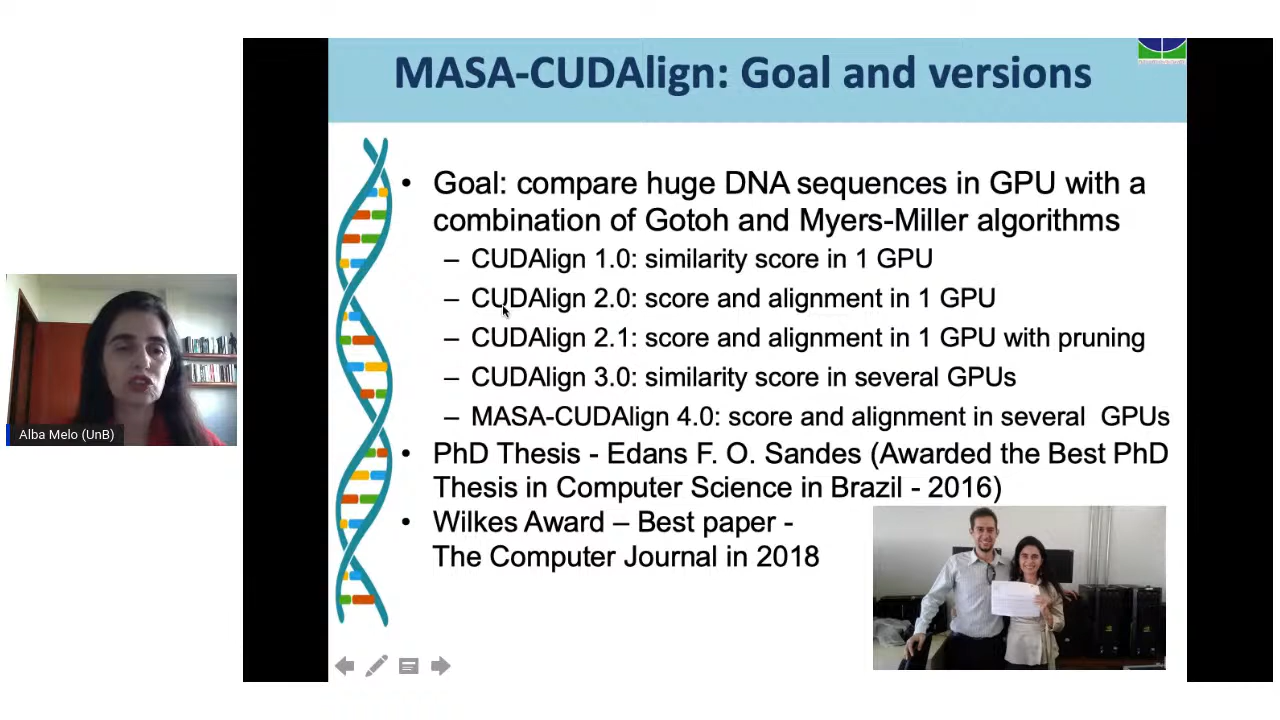 MASA-CUDAlign: Goal and versions
• Goal: compare huge DNA sequences in GPU with a
combination of Gotoh and Myers-Miller algorithms
– CUDAlign 1.0: similarity score in 1 GPU
– CUDAlign 2.0: score and alignment in 1 GPU
– CUDAlign 2.1: score and alignment in 1 GPU with pruning
– CUDAlign 3.0: similarity score in several GPUs
– MASA-CUDAlign 4.0: score and alignment in several GPUs
• PhD Thesis - Edans F. O. Sandes (Awarded the Best PhD
Thesis in Computer Science in Brazil - 2016)
• Wilkes Award – Best paper -
The Computer Journal in 2018
Alba Melo (UnB)